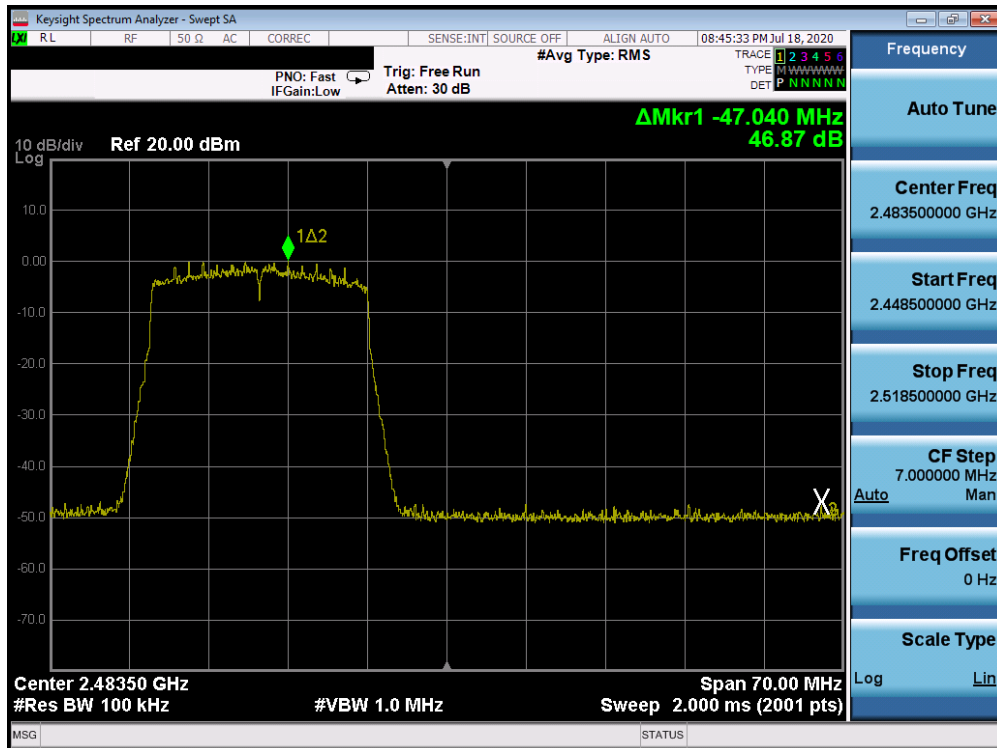 Keysight Spectrum Analyzer - Swept SA
LXI RL RF 50 Ω AC CORREC SENSE:INT SOURCE OFF ALIGN AUTO 08:45:33 PM Jul 18, 2020
#Avg Type: RMS
TRACE 1 2 3 4 5 6
PNO: Fast Trig: Free Run
TYPE M W W W W W
IFGain:Low Atten: 30 dB
DET P N N N N N
ΔMkr1 -47.040 MHz
46.87 dB
10 dB/div Ref 20.00 dBm
Log
10.0
1Δ2
0.00
-10.0
-20.0
-30.0
-40.0
-50.0
X
-60.0
-70.0
Center 2.48350 GHz Span 70.00 MHz
#Res BW 100 kHz #VBW 1.0 MHz Sweep 2.000 ms (2001 pts)
MSG STATUS
Frequency
Auto Tune
Center Freq
2.483500000 GHz
Start Freq
2.448500000 GHz
Stop Freq
2.518500000 GHz
CF Step
7.000000 MHz
Auto Man
Freq Offset
0 Hz
Scale Type
Log Lin